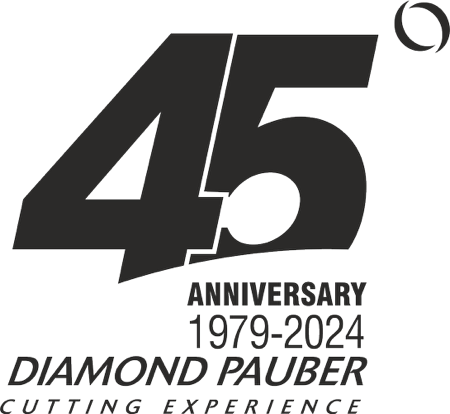 45°
ANNIVERSARY
1979-2024
DIAMOND PAUBER
CUTTING EXPERIENCE